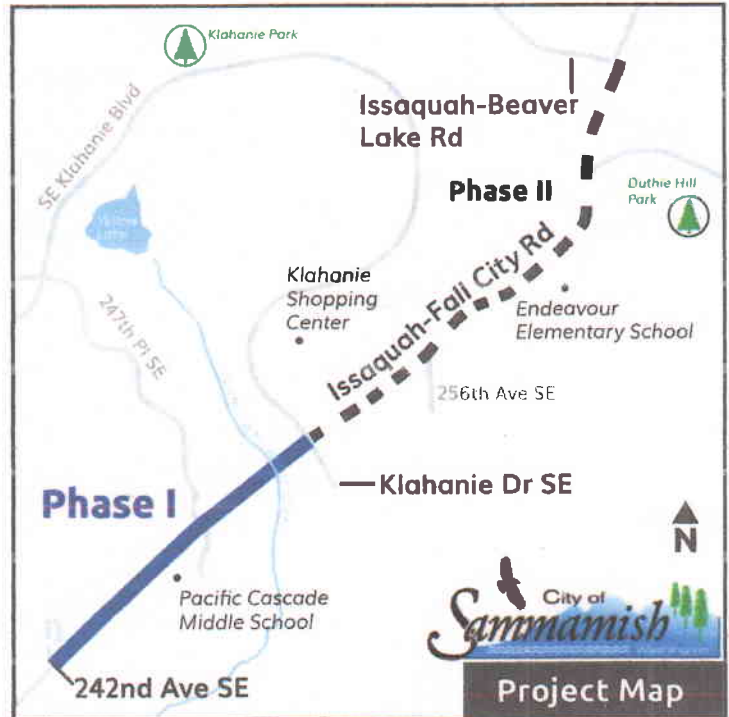 Klahanie Park
Issaquah-Beaver
Lake Rd
SE Klahanie Blvd
Phase II
Duthie Hill
Park
Yellow
Lake
Klahanie
Shopping
Center
Issaquah-Fall City Rd
Endeavour
Elementary School
247th Pl SE
256th Ave SE
Klahanie Dr SE
Phase I
N
Pacific Cascade
Middle School
City of
Sammamish
242nd Ave SE
Project Map